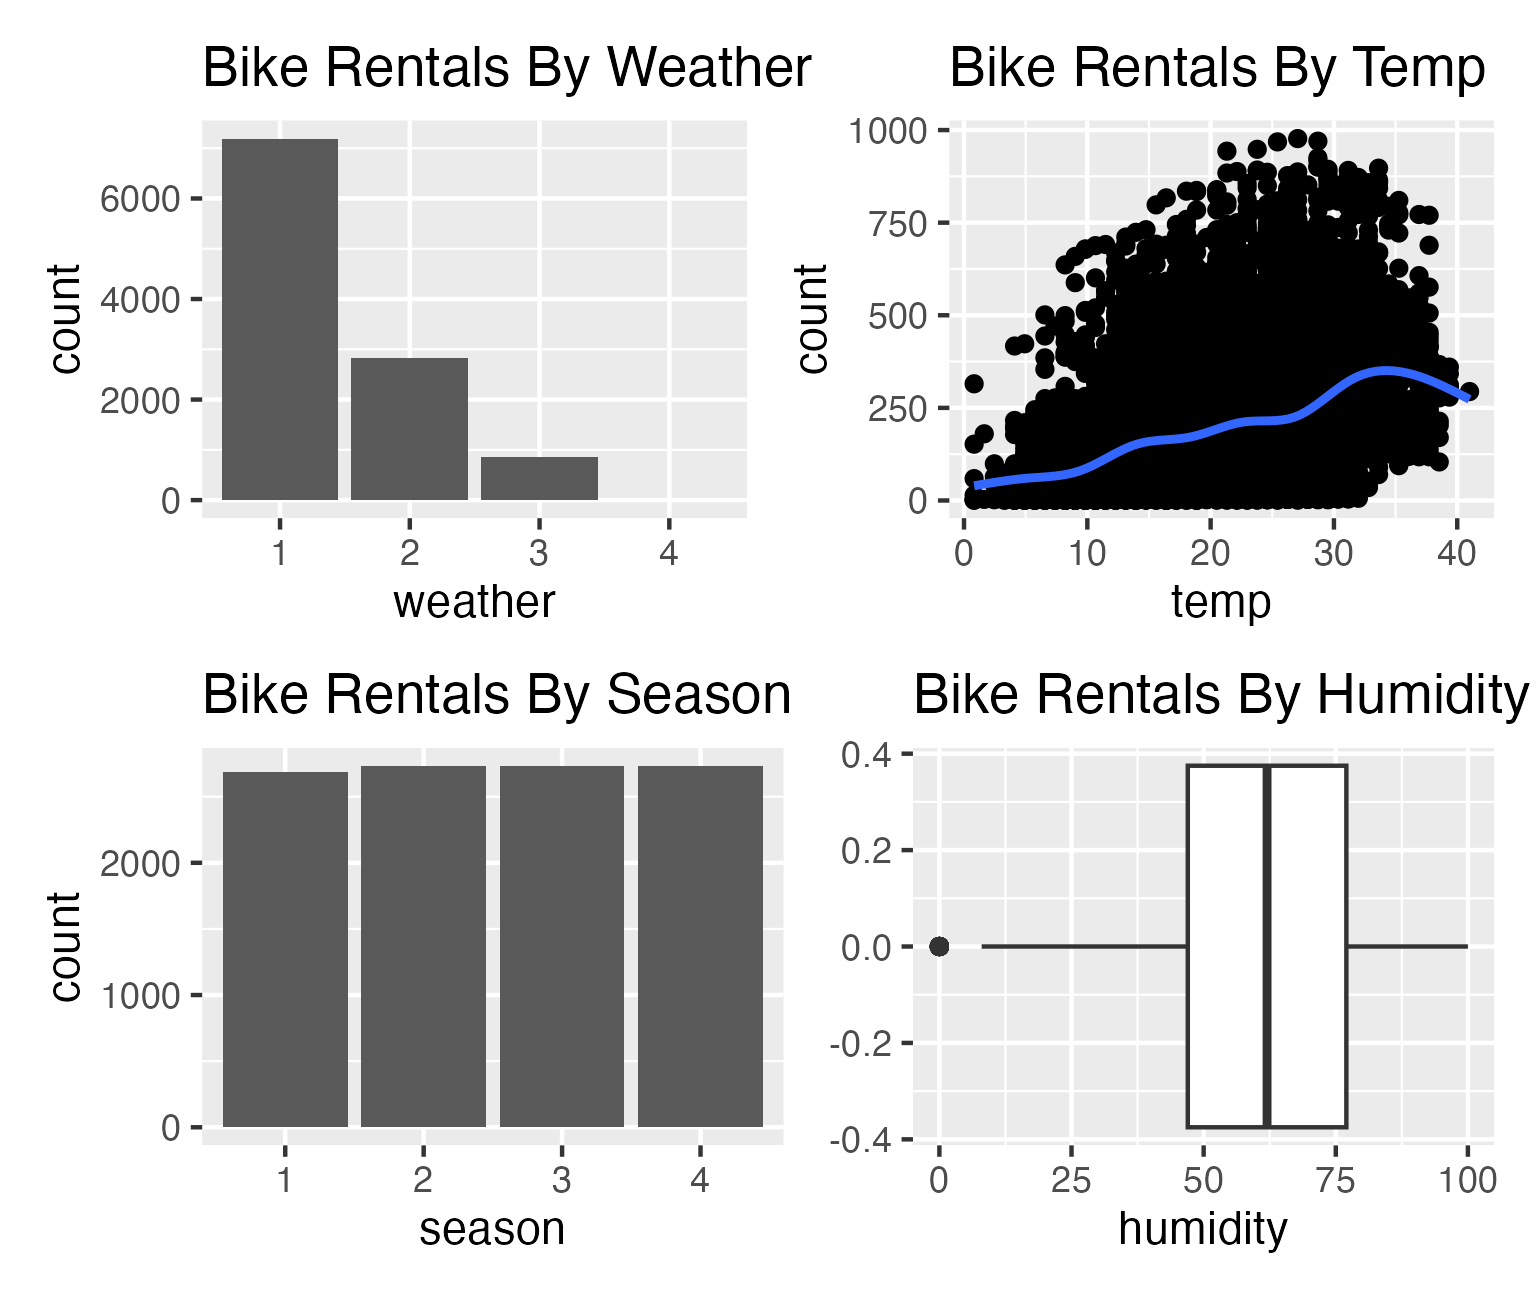 Bike Rentals By Weather
6000
4000
2000
0
count
1 2 3 4
weather
Bike Rentals By Temp
1000
750
500
250
0
count
0 10 20 30 40
temp
Bike Rentals By Season
2000
1000
0
count
1 2 3 4
season
Bike Rentals By Humidity
0.4
0.2
0.0
-0.2
-0.4
0 25 50 75 100
humidity